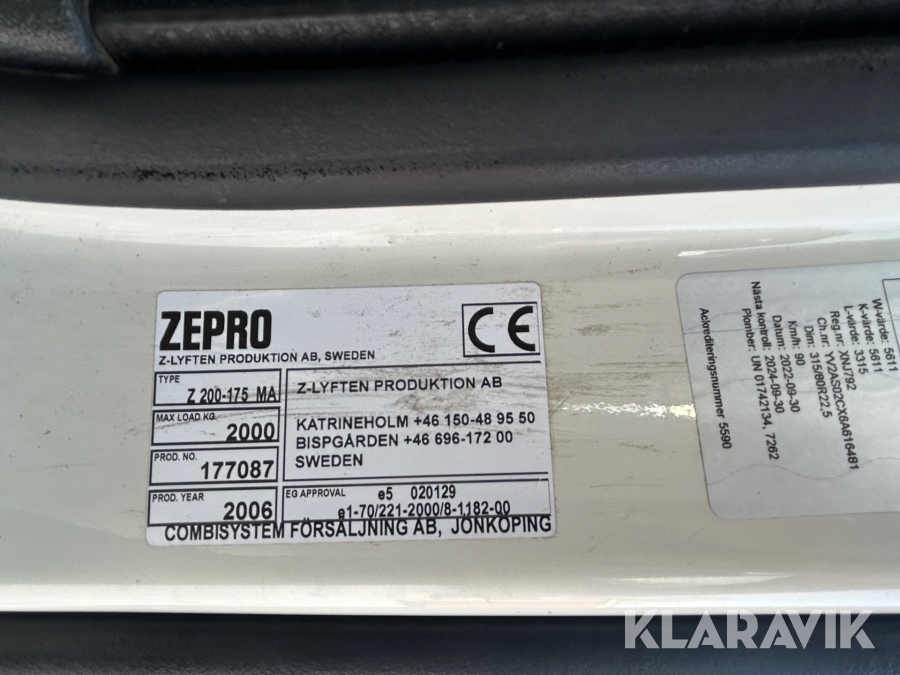 ZEPRO
Z-LYFTEN PRODUKTION AB, SWEDEN
CE
TYPE
Z 200-175 MA
MAX LOAD KG.
2000
PROD. NO.
177087
PROD. YEAR
2006
Z-LYFTEN PRODUKTION AB
KATRINEHOLM +46 150-48 95 50
BISPGÅRDEN +46 696-172 00
SWEDEN
EG APPROVAL e5 020129
e1-70/221-2000/8-1182-00
COMBISYSTEM FÖRSÄLJNING AB, JÖNKÖPING
W-värde: 5611
K-värde: 5611
L-värde: 3315
Reg.nr: XNJ792
Ch.nr: YV2AS02CX6A616481
Dim: 315/80R22,5
Km/h: 90
Datum: 2022-09-30
Nästa kontroll: 2024-09-30
Plomber: UN 01742134, 7262
Ackrediteringsnummer 5590
KLARAVIK